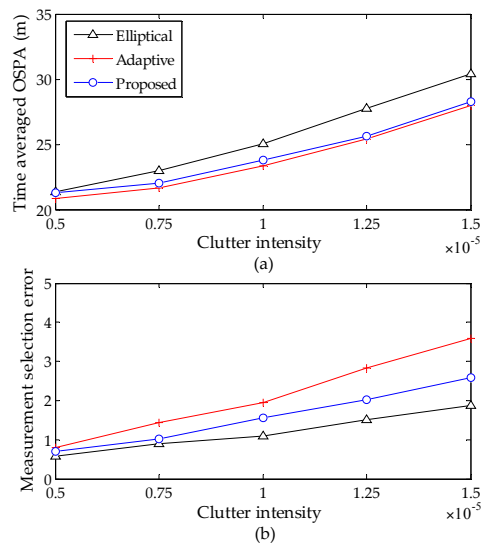 35
30
25
20
Time averaged OSPA (m)
Elliptical
Adaptive
Proposed
0.5 0.75 1 1.25 1.5
Clutter intensity
×10⁻⁵
(a)
5
4
3
2
1
0
Measurement selection error
0.5 0.75 1 1.25 1.5
Clutter intensity
×10⁻⁵
(b)